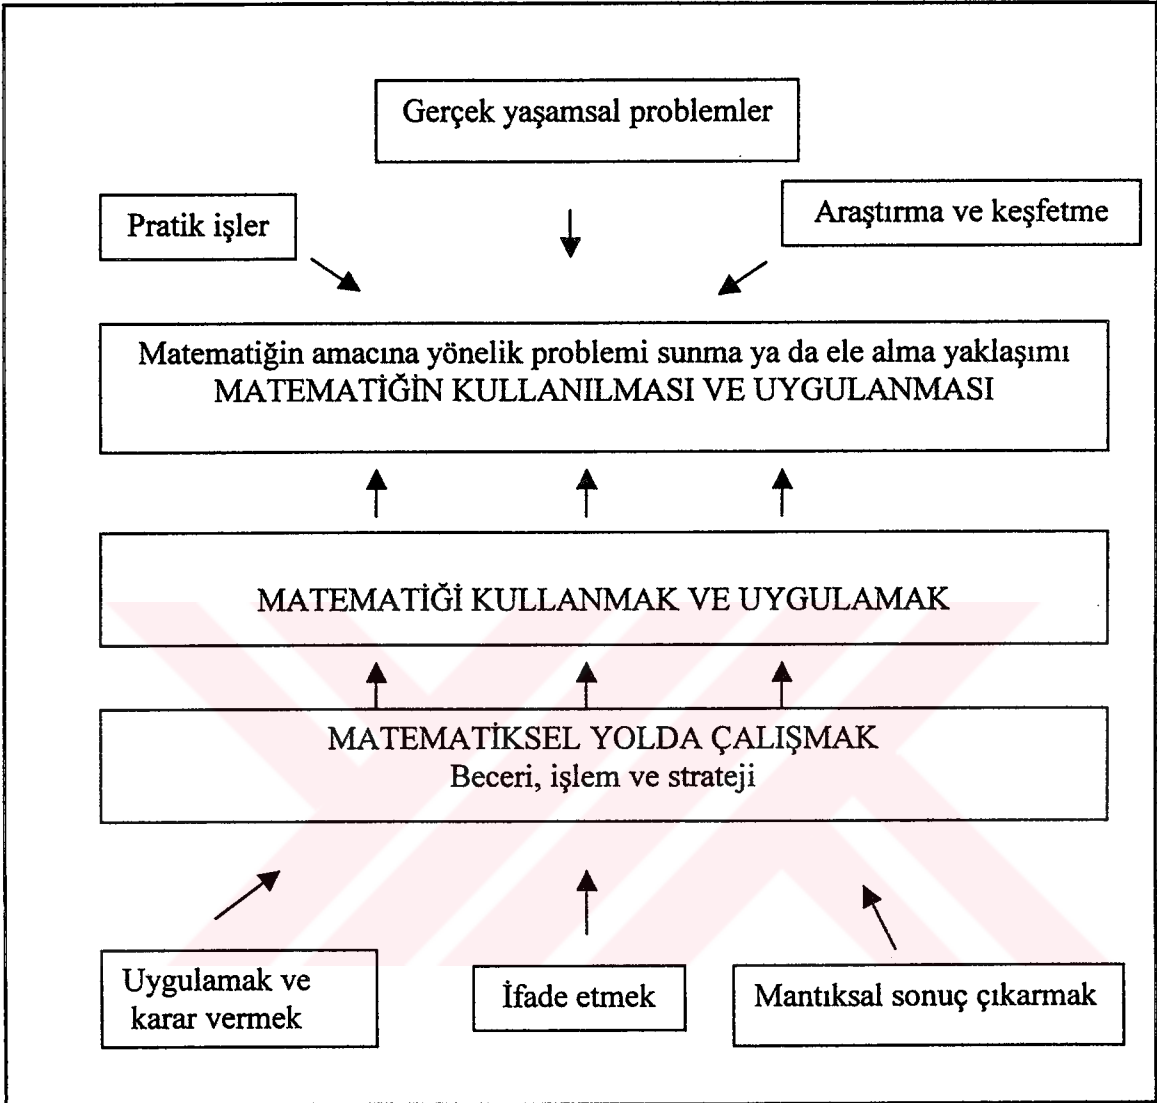 Gerçek yaşamsal problemler
Pratik işler
Araştırma ve keşfetme
Matematiğin amacına yönelik problemi sunma ya da ele alma yaklaşımı
MATEMATİĞİN KULLANILMASI VE UYGULANMASI
MATEMATİĞİ KULLANMAK VE UYGULAMAK
MATEMATİKSEL YOLDA ÇALIŞMAK
Beceri, işlem ve strateji
Uygulamak ve
karar vermek
İfade etmek
Mantıksal sonuç çıkarmak